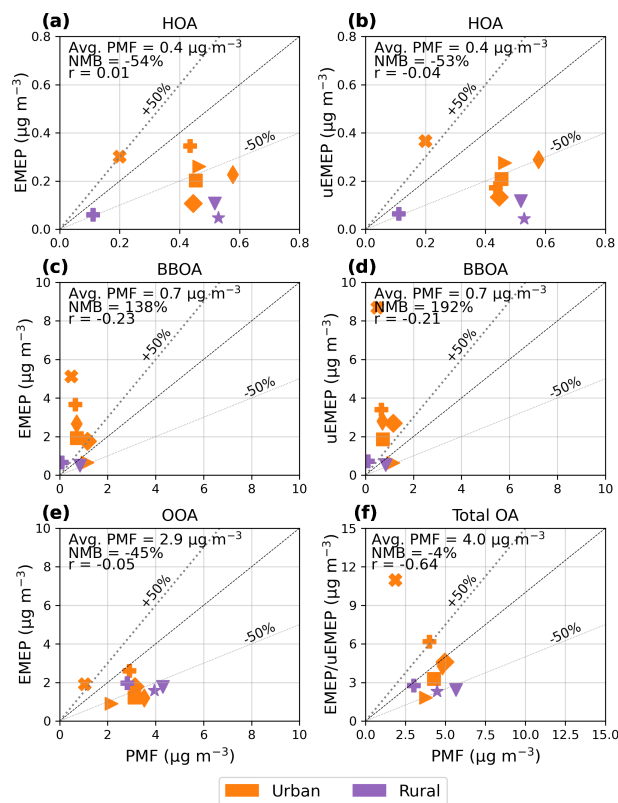 (a) HOA
Avg. PMF = 0.4 μg m⁻³
NMB = -54%
r = 0.01
+50%
-50%
EMEP (μg m⁻³)
0.8
0.6
0.4
0.2
0.0
0.0 0.2 0.4 0.6 0.8
(b) HOA
Avg. PMF = 0.4 μg m⁻³
NMB = -53%
r = -0.04
+50%
-50%
uEMEP (μg m⁻³)
0.8
0.6
0.4
0.2
0.0
0.0 0.2 0.4 0.6 0.8
(c) BBOA
Avg. PMF = 0.7 μg m⁻³
NMB = 138%
r = -0.23
+50%
-50%
EMEP (μg m⁻³)
10
8
6
4
2
0
0 2 4 6 8 10
(d) BBOA
Avg. PMF = 0.7 μg m⁻³
NMB = 192%
r = -0.21
+50%
-50%
uEMEP (μg m⁻³)
10
8
6
4
2
0
0 2 4 6 8 10
(e) OOA
Avg. PMF = 2.9 μg m⁻³
NMB = -45%
r = -0.05
+50%
-50%
EMEP (μg m⁻³)
10
8
6
4
2
0
0 2 4 6 8 10
PMF (μg m⁻³)
(f) Total OA
Avg. PMF = 4.0 μg m⁻³
NMB = -4%
r = -0.64
+50%
-50%
EMEP/uEMEP (μg m⁻³)
15
12
9
6
3
0
0.0 2.5 5.0 7.5 10.0 12.5 15.0
PMF (μg m⁻³)
Urban Rural